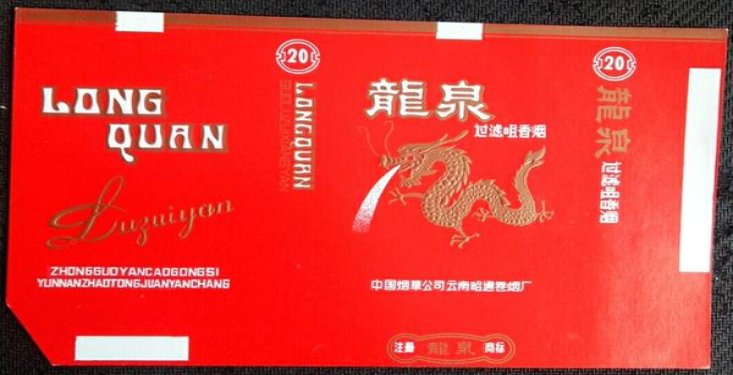 LONG
QUAN
Luzuiyan
ZHONGGUOYANCAOGONGSI
YUNNANZHAOTONGJUANYANCHANG
20
LONGQUAN
龍泉
过滤咀香烟
中国烟草公司云南昭通卷烟厂
注册 龍泉 商标
20
龍泉
过滤咀香烟